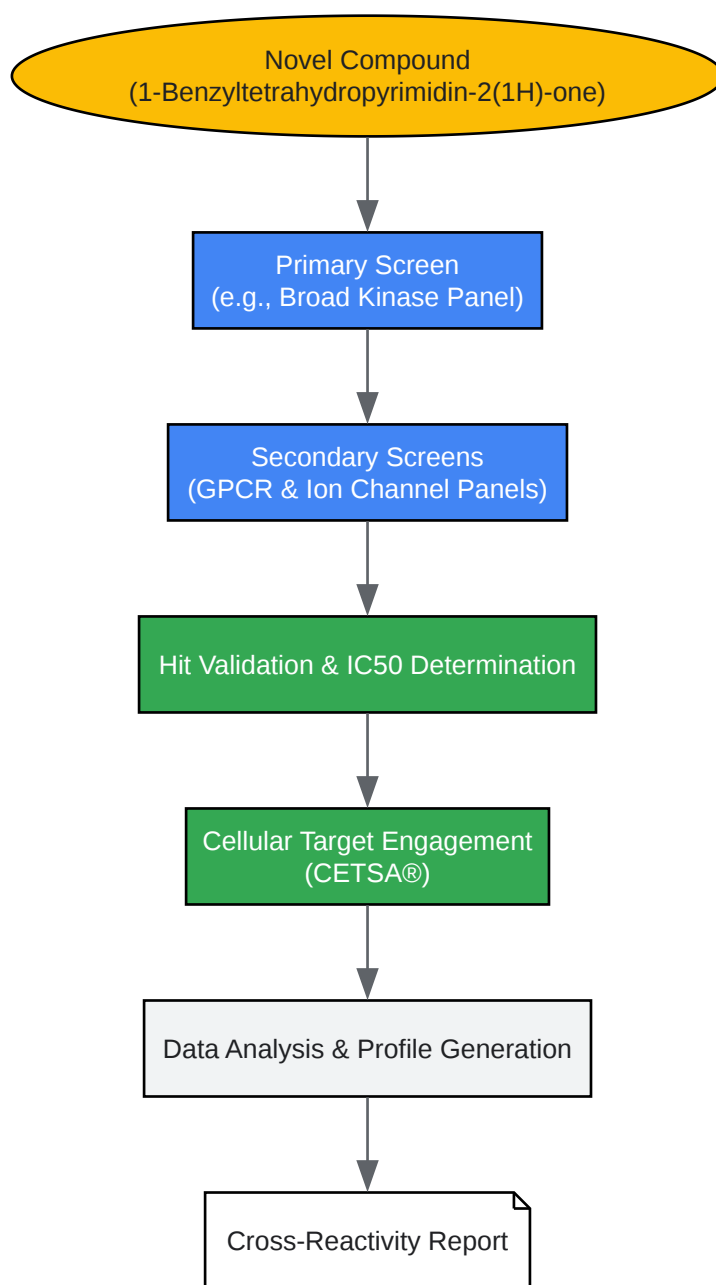 Novel Compound
(1-Benzyltetrahydropyrimidin-2(1H)-one)
Primary Screen
(e.g., Broad Kinase Panel)
Secondary Screens
(GPCR & Ion Channel Panels)
Hit Validation & IC50 Determination
Cellular Target Engagement
(CETSA®)
Data Analysis & Profile Generation
Cross-Reactivity Report